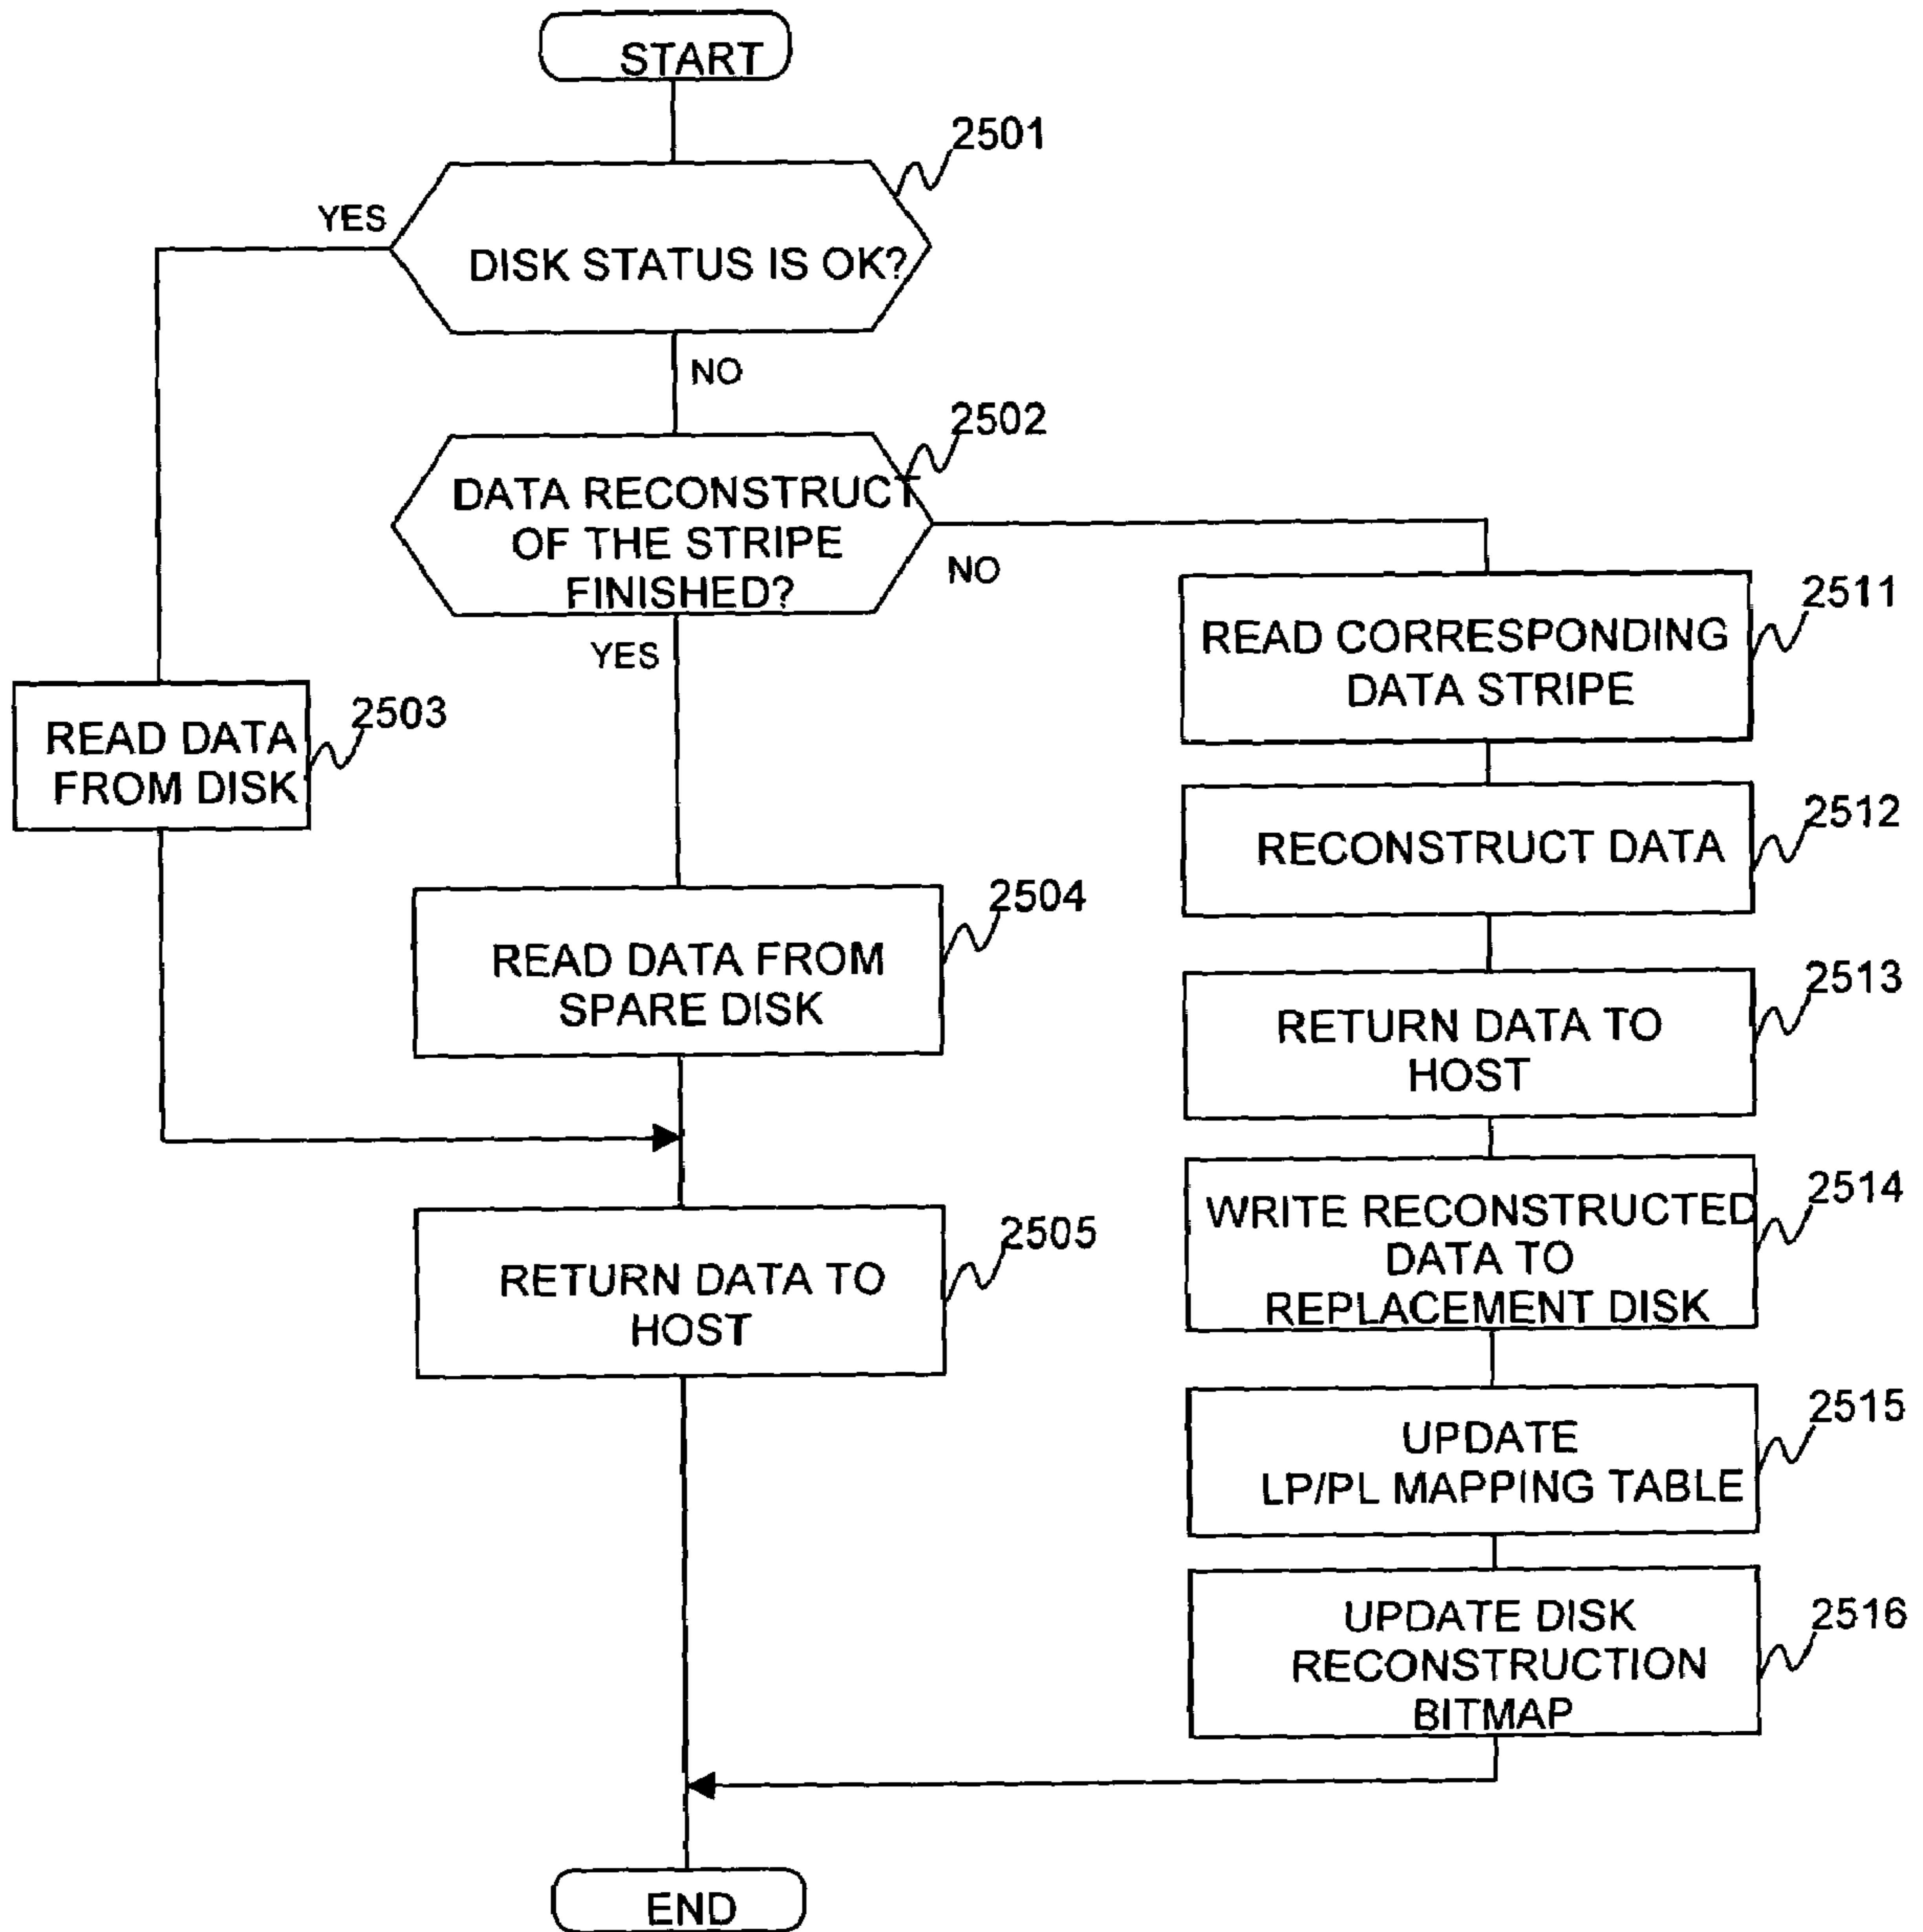 START
2501
YES
DISK STATUS IS OK?
NO
2502
DATA RECONSTRUCT
OF THE STRIPE
FINISHED?
NO
YES
2503
READ DATA
FROM DISK
2504
READ DATA FROM
SPARE DISK
2505
RETURN DATA TO
HOST
2511
READ CORRESPONDING
DATA STRIPE
2512
RECONSTRUCT DATA
2513
RETURN DATA TO
HOST
2514
WRITE RECONSTRUCTED
DATA TO
REPLACEMENT DISK
2515
UPDATE
LP/PL MAPPING TABLE
2516
UPDATE DISK
RECONSTRUCTION
BITMAP
END